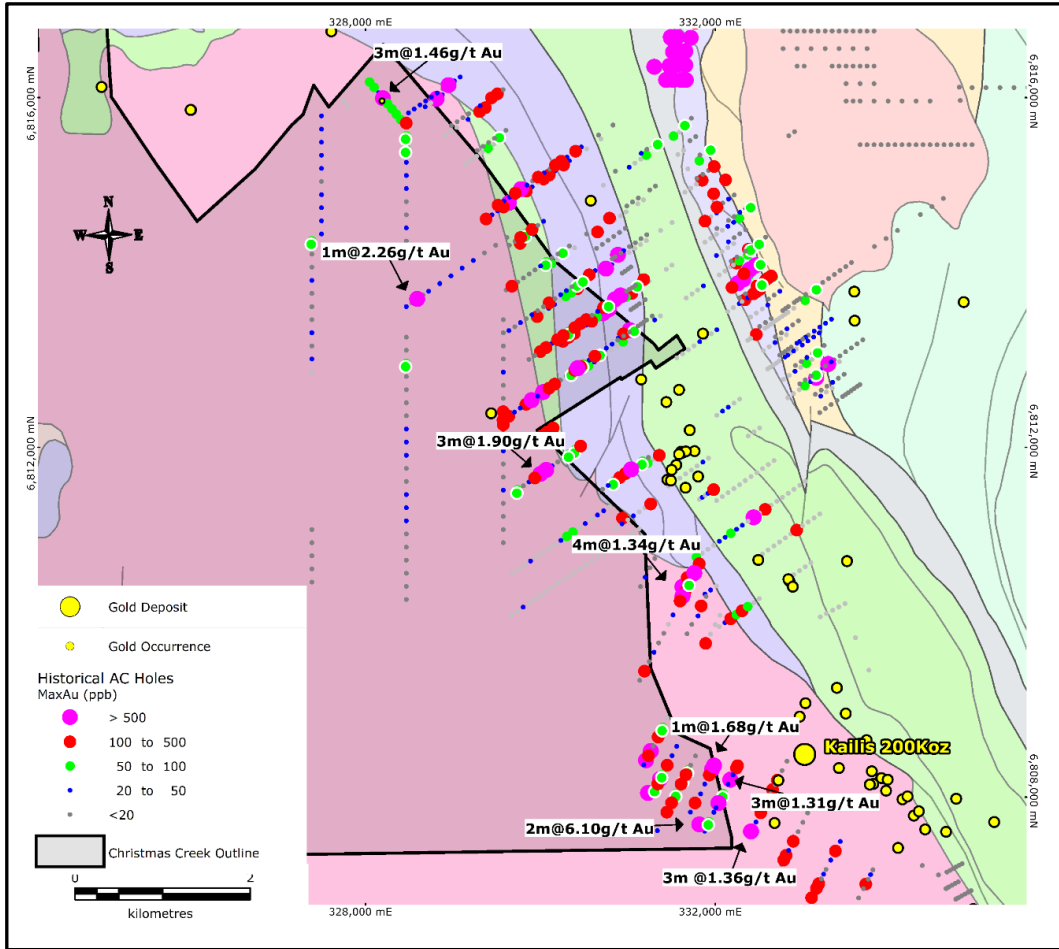 328,000 mE
332,000 mE
3m@1.46g/t Au
6,816,000 mN
6,816,000 mN
N
W E
S
1m@2.26g/t Au
3m@1.90g/t Au
6,812,000 mN
6,812,000 mN
4m@1.34g/t Au
Gold Deposit
Gold Occurrence
Historical AC Holes
MaxAu (ppb)
> 500
100 to 500
50 to 100
20 to 50
<20
Christmas Creek Outline
0 2
kilometres
1m@1.68g/t Au
Kailis 200Koz
3m@1.31g/t Au
2m@6.10g/t Au
3m @1.36g/t Au
6,808,000 mN
328,000 mE
332,000 mE